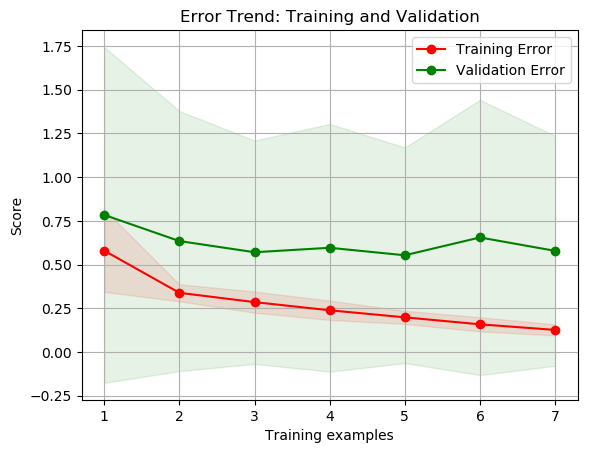 Error Trend: Training and Validation
Training Error
Validation Error
Score
1.75
1.50
1.25
1.00
0.75
0.50
0.25
0.00
−0.25
1 2 3 4 5 6 7
Training examples